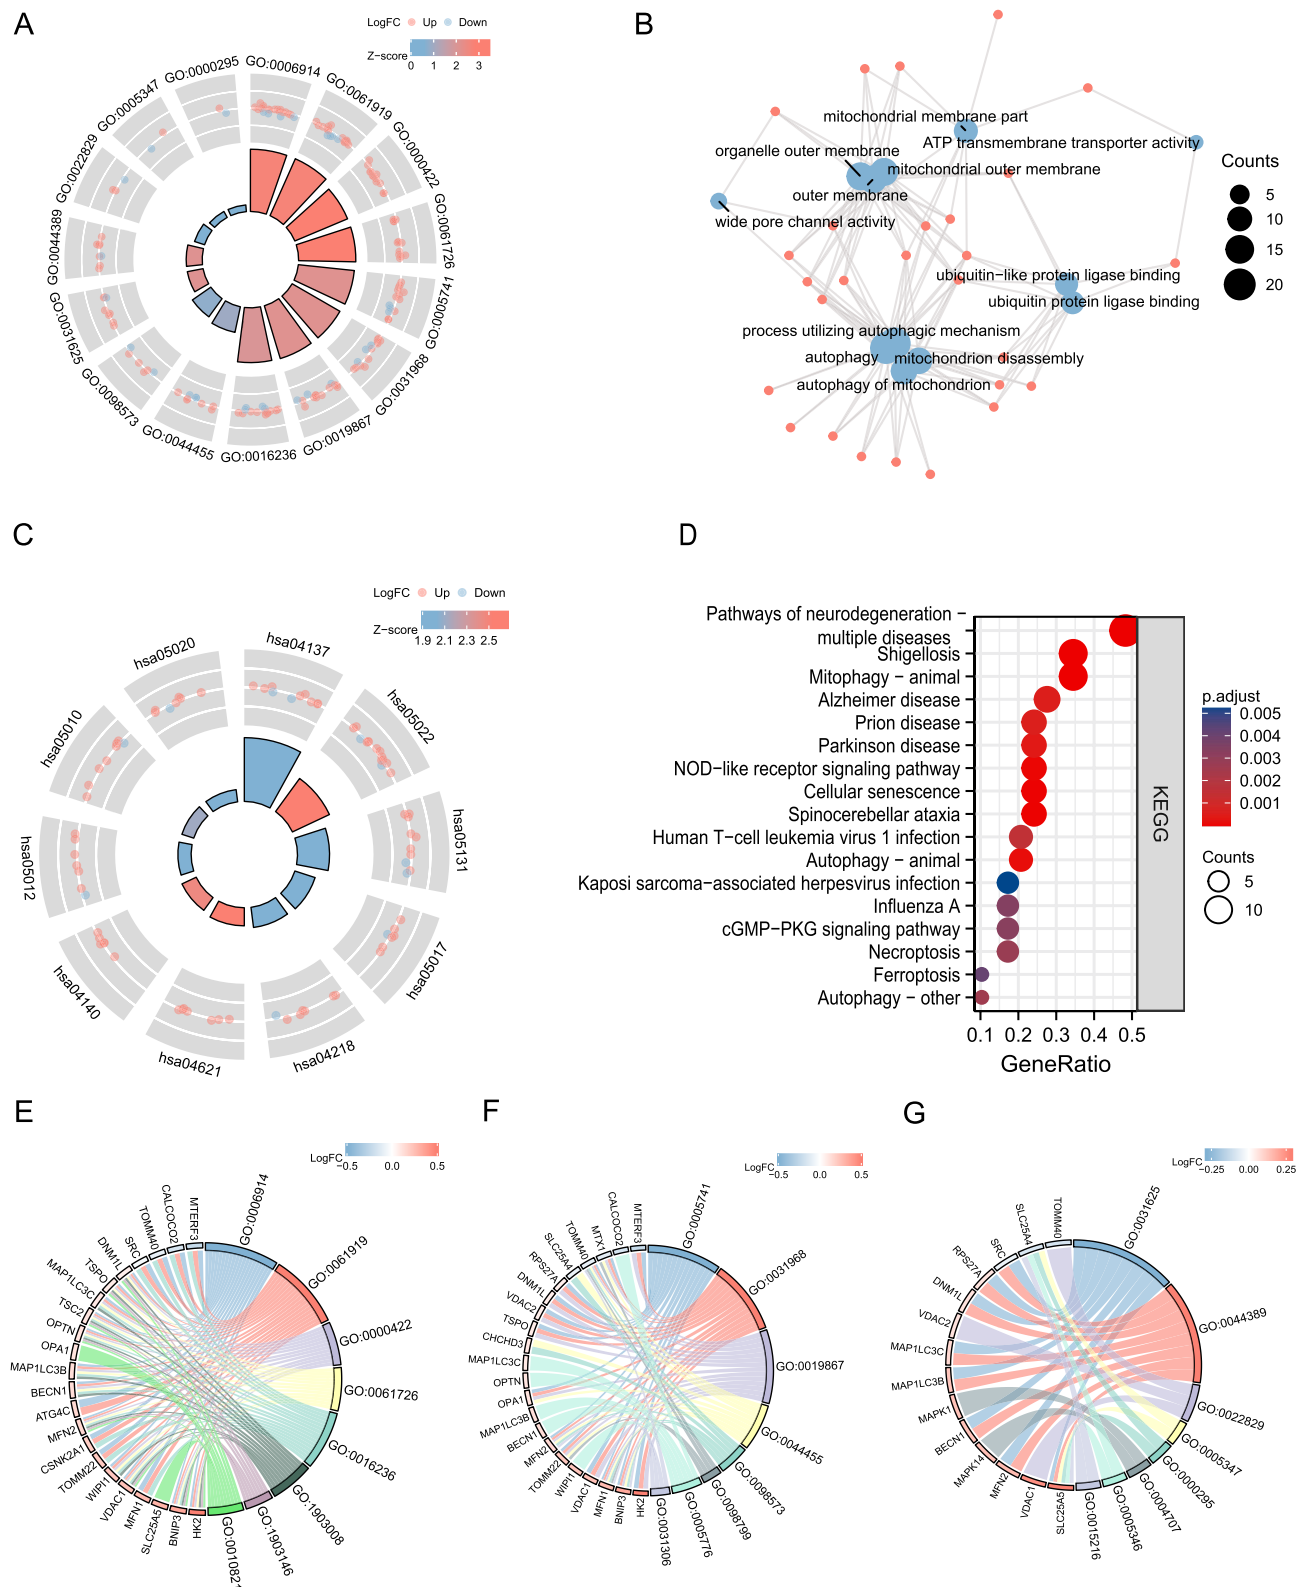 A
LogFC Up Down
Z-score
0 1 2 3
GO:0006914
GO:0061919
GO:0000422
GO:0061726
GO:0005741
GO:0031968
GO:0019867
GO:0016236
GO:0044455
GO:0098573
GO:0031625
GO:0044389
GO:0022829
GO:0005347
GO:0000295
B
mitochondrial membrane part
ATP transmembrane transporter activity
organelle outer membrane
mitochondrial outer membrane
outer membrane
wide pore channel activity
ubiquitin-like protein ligase binding
ubiquitin protein ligase binding
process utilizing autophagic mechanism
autophagy
mitochondrion disassembly
autophagy of mitochondrion
Counts
5
10
15
20
C
LogFC Up Down
Z-score
1.9 2.1 2.3 2.5
hsa04137
hsa05022
hsa05131
hsa05017
hsa04218
hsa04621
hsa04140
hsa05012
hsa05010
hsa05020
D
Pathways of neurodegeneration −
multiple diseases
Shigellosis
Mitophagy − animal
Alzheimer disease
Prion disease
Parkinson disease
NOD−like receptor signaling pathway
Cellular senescence
Spinocerebellar ataxia
Human T−cell leukemia virus 1 infection
Autophagy − animal
Kaposi sarcoma−associated herpesvirus infection
Influenza A
cGMP−PKG signaling pathway
Necroptosis
Ferroptosis
Autophagy − other
0.1 0.2 0.3 0.4 0.5
GeneRatio
KEGG
p.adjust
0.005
0.004
0.003
0.002
0.001
Counts
5
10
E
LogFC
−0.5 0.0 0.5
GO:0006914
GO:0061919
GO:0000422
GO:0061726
GO:0016236
GO:1903008
GO:1903146
GO:0010821
HK2
BNIP3
SLC25A5
MFN1
VDAC1
WIPI1
TOMM22
CSNK2A1
MFN2
ATG4C
BECN1
MAP1LC3B
OPA1
OPTN
TSC2
MAP1LC3C
TSPO
DNM1L
SRC
TOMM40
CALCOCO2
MTERF3
F
LogFC
−0.5 0.0 0.5
GO:0005741
GO:0031968
GO:0019867
GO:0044455
GO:0098573
GO:0098799
GO:0005776
GO:0031306
HK2
BNIP3
MFN1
VDAC1
WIPI1
TOMM22
MFN2
BECN1
MAP1LC3B
OPA1
OPTN
MAP1LC3C
CHCHD3
TSPO
VDAC2
DNM1L
RPS27A
SLC25A4
TOMM40
MTX1
CALCOCO2
MTERF3
G
LogFC
−0.25 0.00 0.25
GO:0031625
GO:0044389
GO:0022829
GO:0005347
GO:0000295
GO:0004707
GO:0005346
GO:0015216
SLC25A5
VDAC1
MFN2
MAPK14
BECN1
MAPK1
MAP1LC3B
MAP1LC3C
VDAC2
DNM1L
RPS27A
SRC
SLC25A4
TOMM40